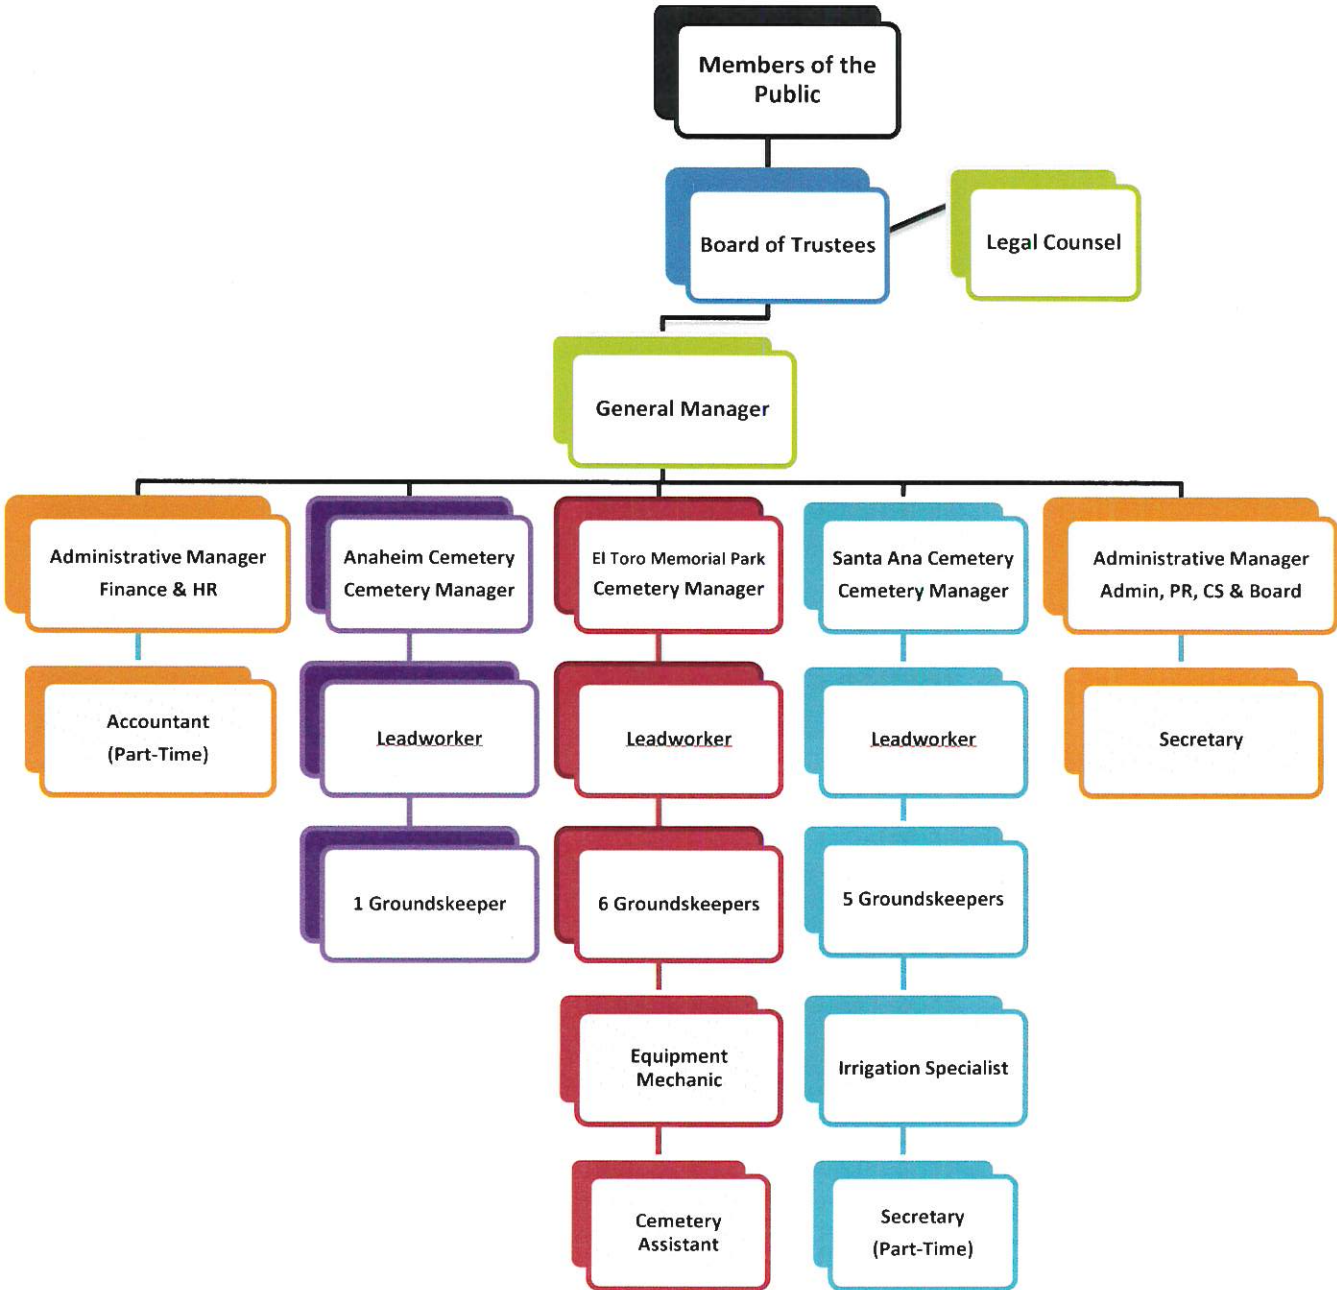 Members of the
Public
Board of Trustees
Legal Counsel
General Manager
Administrative Manager
Finance & HR
Anaheim Cemetery
Cemetery Manager
El Toro Memorial Park
Cemetery Manager
Santa Ana Cemetery
Cemetery Manager
Administrative Manager
Admin, PR, CS & Board
Accountant
(Part-Time)
Leadworker
Leadworker
Leadworker
Secretary
1 Groundskeeper
6 Groundskeepers
5 Groundskeepers
Equipment
Mechanic
Irrigation Specialist
Cemetery
Assistant
Secretary
(Part-Time)